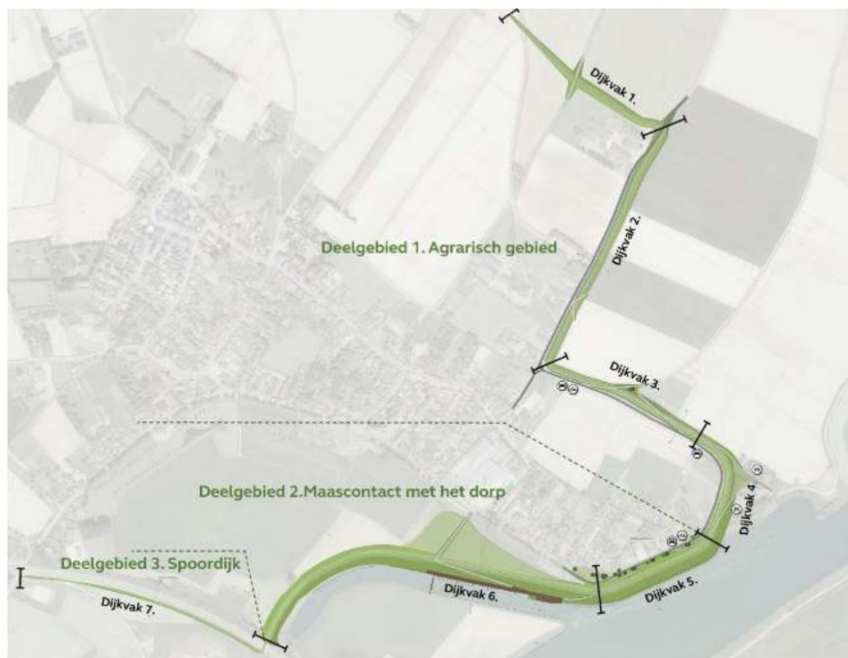 Dijkvak 1.
Deelgebied 1. Agrarisch gebied
Dijkvak 2.
Dijkvak 3.
Deelgebied 2.Maascontact met het dorp
Dijkvak 4.
Deelgebied 3. Spoordijk
Dijkvak 5.
Dijkvak 6.
Dijkvak 7.